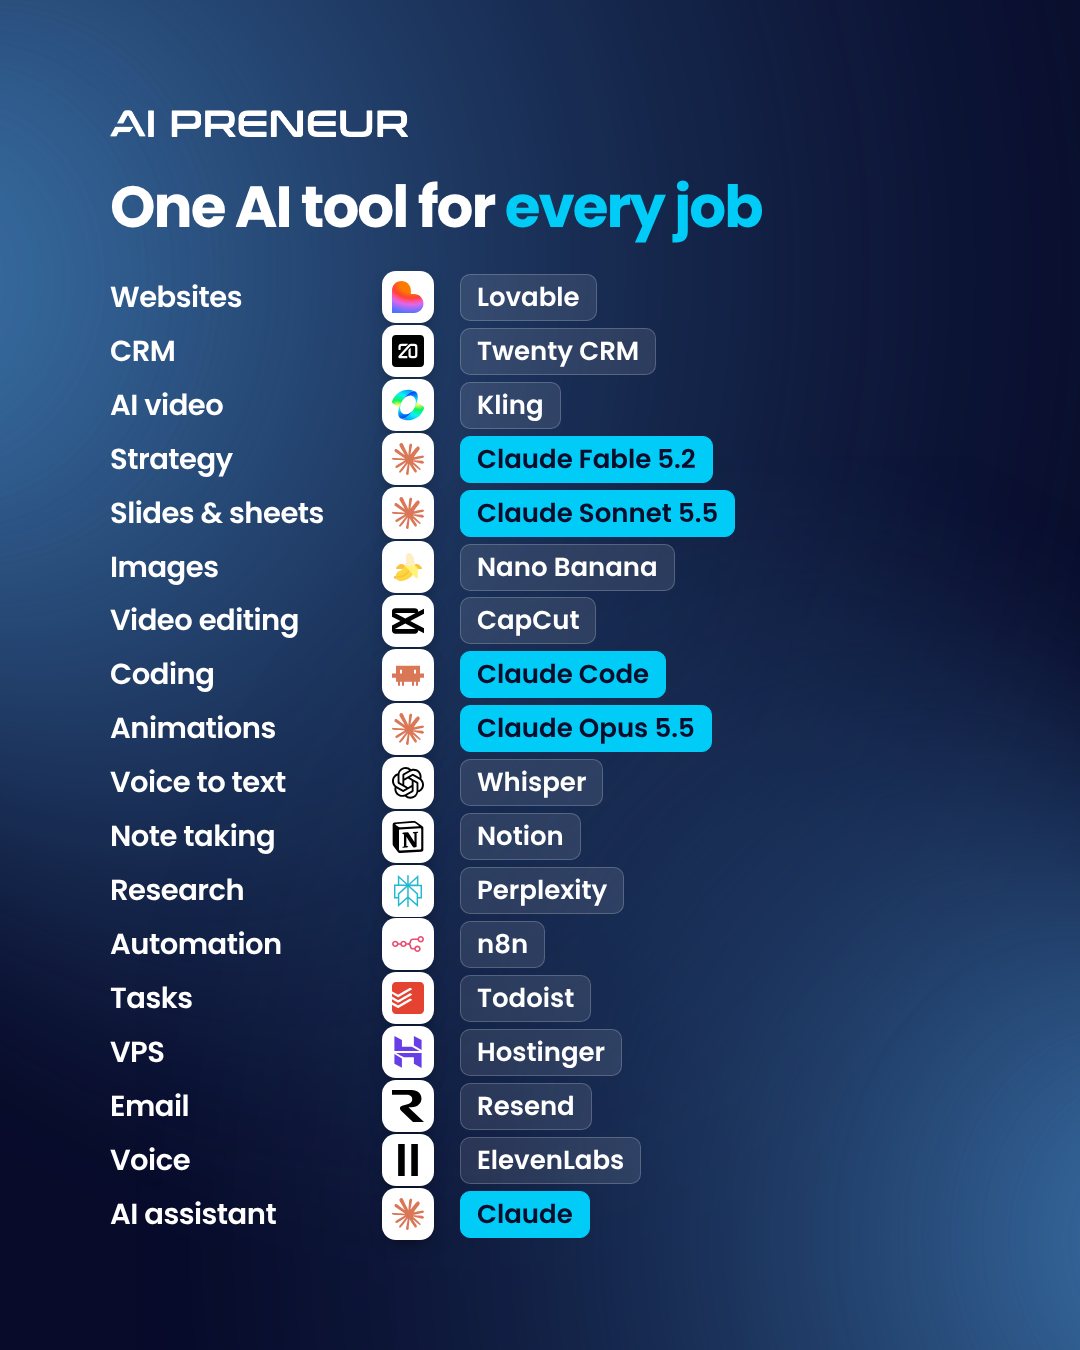 AI PRENEUR
One AI tool for every job
Websites Lovable
CRM 20 Twenty CRM
AI video Kling
Strategy Claude Fable 5.2
Slides & sheets Claude Sonnet 5.5
Images Nano Banana
Video editing CapCut
Coding Claude Code
Animations Claude Opus 5.5
Voice to text Whisper
Note taking N Notion
Research Perplexity
Automation n8n
Tasks Todoist
VPS Hostinger
Email Resend
Voice ElevenLabs
AI assistant Claude